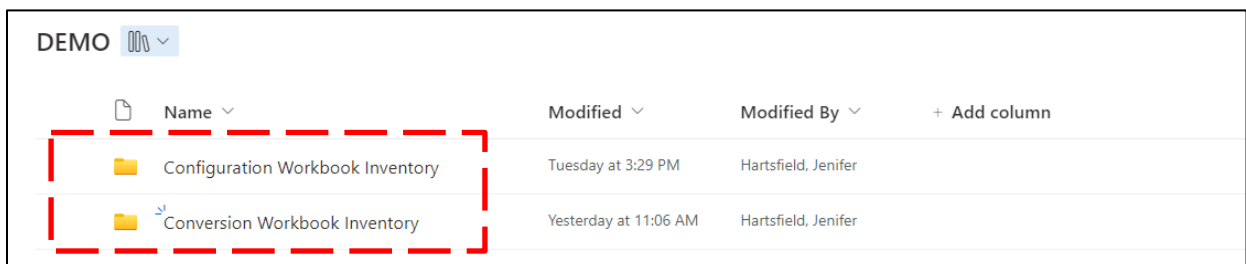 DEMO
Name Modified Modified By + Add column
Configuration Workbook Inventory Tuesday at 3:29 PM Hartsfield, Jenifer
Conversion Workbook Inventory Yesterday at 11:06 AM Hartsfield, Jenifer